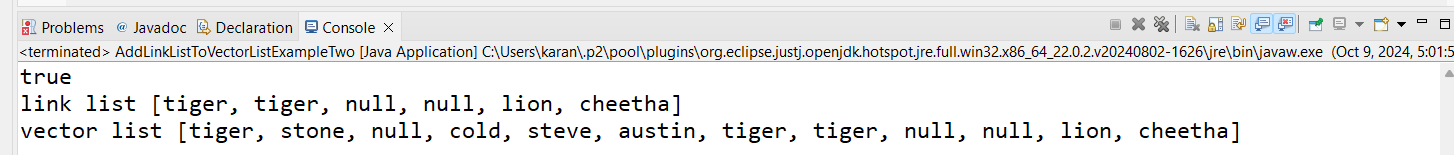 Problems @ Javadoc Declaration Console
<terminated> AddLinkListToVectorListExampleTwo [Java Application] C:\Users\karan\.p2\pool\plugins\org.eclipse.justj.openjdk.hotspot.jre.full.win32.x86_64_22.0.2.v20240802-1626\jre\bin\javaw.exe (Oct 9, 2024, 5:01:5
true
link list [tiger, tiger, null, null, lion, cheetha]
vector list [tiger, stone, null, cold, steve, austin, tiger, tiger, null, null, lion, cheetha]